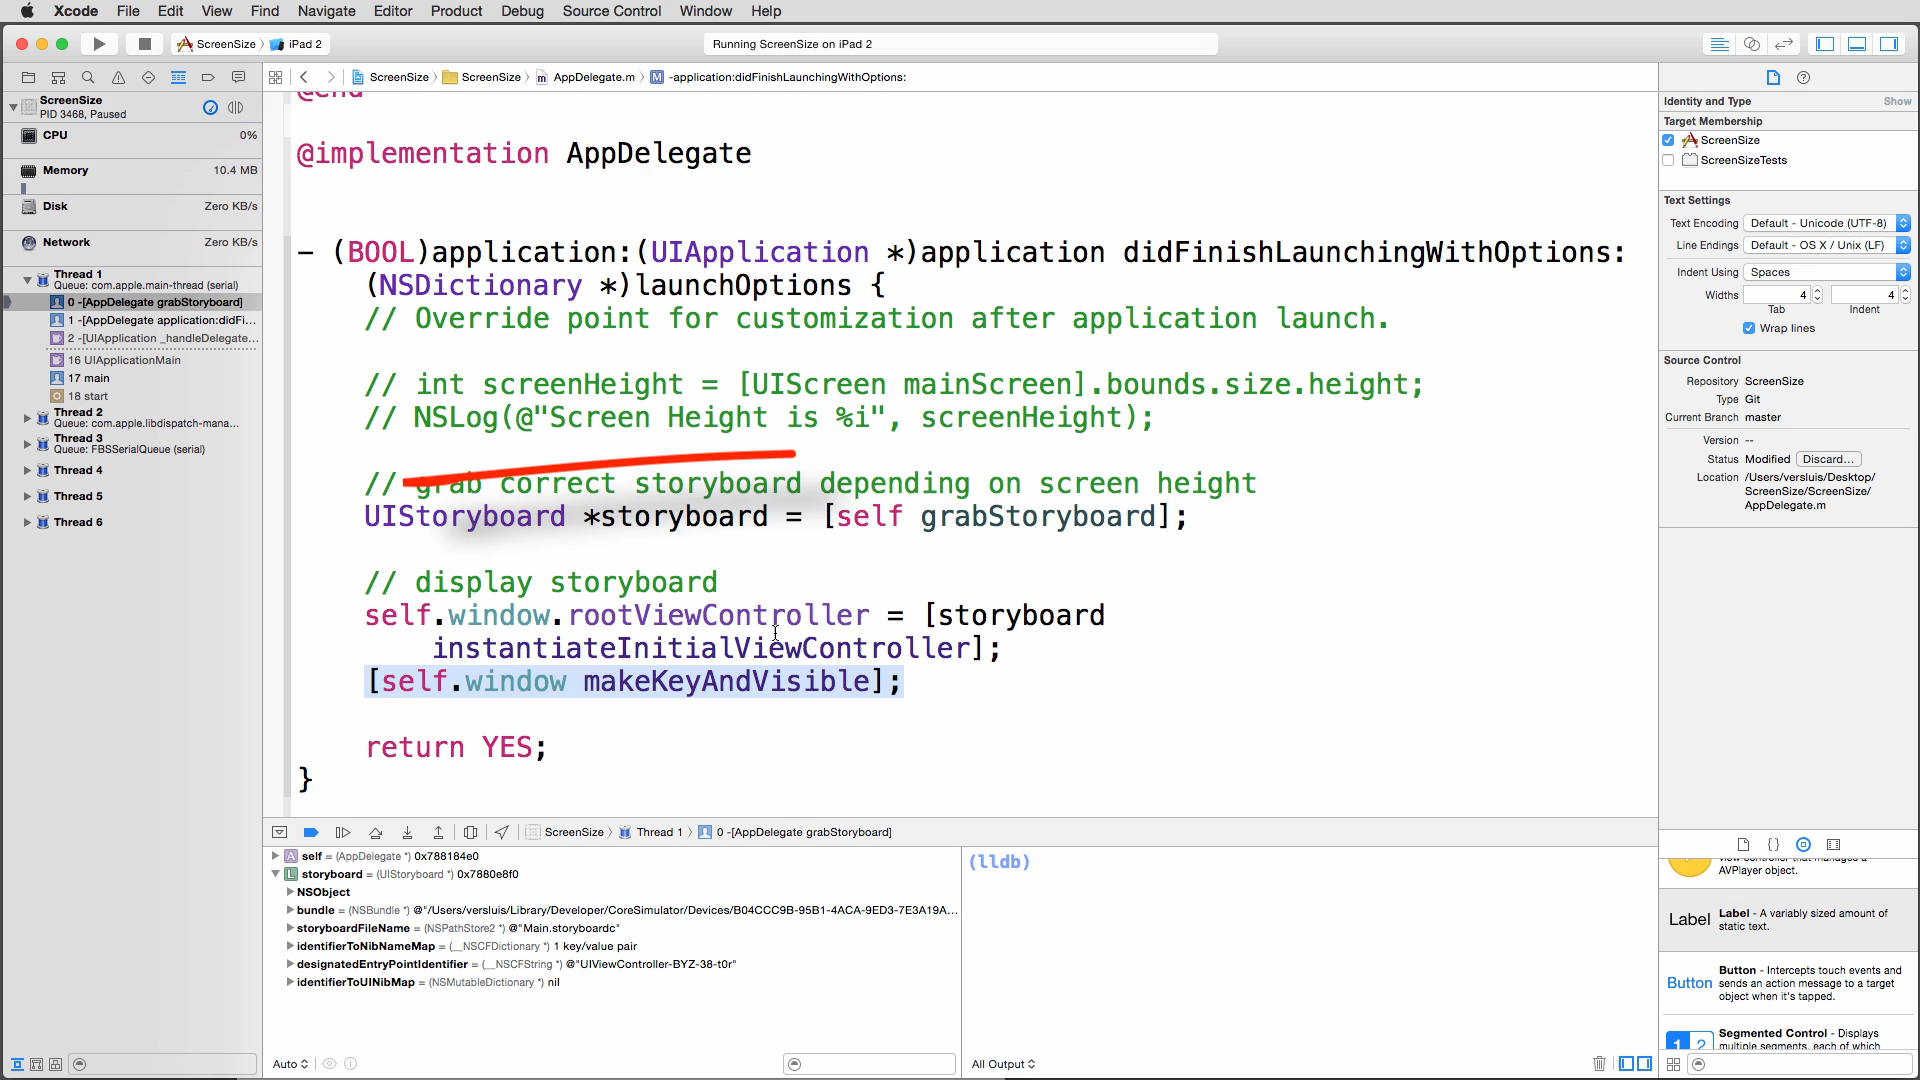 Xcode File Edit View Find Navigate Editor Product Debug Source Control Window Help
ScreenSize iPad 2
Running ScreenSize on iPad 2
ScreenSize ScreenSize AppDelegate.m M -application:didFinishLaunchingWithOptions:
ScreenSize
PID 3468, Paused
CPU 0%
Memory 10.4 MB
Disk Zero KB/s
Network Zero KB/s
Thread 1
Queue: com.apple.main-thread (serial)
0 -[AppDelegate grabStoryboard]
1 -[AppDelegate application:didFi...
2 -[UIApplication _handleDelegate...
16 UIApplicationMain
17 main
18 start
Thread 2
Queue: com.apple.libdispatch-mana...
Thread 3
Queue: FBSSerialQueue (serial)
Thread 4
Thread 5
Thread 6
@end
@implementation AppDelegate
- (BOOL)application:(UIApplication *)application didFinishLaunchingWithOptions:
(NSDictionary *)launchOptions {
// Override point for customization after application launch.
// int screenHeight = [UIScreen mainScreen].bounds.size.height;
// NSLog(@"Screen Height is %i", screenHeight);
// grab correct storyboard depending on screen height
UIStoryboard *storyboard = [self grabStoryboard];
// display storyboard
self.window.rootViewController = [storyboard
instantiateInitialViewController];
[self.window makeKeyAndVisible];
return YES;
}
ScreenSize Thread 1 0 -[AppDelegate grabStoryboard]
A self = (AppDelegate *) 0x788184e0
L storyboard = (UIStoryboard *) 0x7880e8f0
NSObject
bundle = (NSBundle *) @"/Users/versluis/Library/Developer/CoreSimulator/Devices/B04CCC9B-95B1-4ACA-9ED3-7E3A19A...
storyboardFileName = (NSPathStore2 *) @"Main.storyboardc"
identifierToNibNameMap = (__NSCFDictionary *) 1 key/value pair
designatedEntryPointIdentifier = (__NSCFString *) @"UIViewController-BYZ-38-t0r"
identifierToUINibMap = (NSMutableDictionary *) nil
Auto
(lldb)
All Output
Identity and Type Show
Target Membership
ScreenSize
ScreenSizeTests
Text Settings
Text Encoding Default - Unicode (UTF-8)
Line Endings Default - OS X / Unix (LF)
Indent Using Spaces
Widths 4 4
Tab Indent
Wrap lines
Source Control
Repository ScreenSize
Type Git
Current Branch master
Version --
Status Modified Discard...
Location /Users/versluis/Desktop/
ScreenSize/ScreenSize/
AppDelegate.m
view controller that manages a
AVPlayer object.
Label Label - A variably sized amount of
static text.
Button Button - Intercepts touch events and
sends an action message to a target
object when it's tapped.
1 2 Segmented Control - Displays
multiple segments, each of which